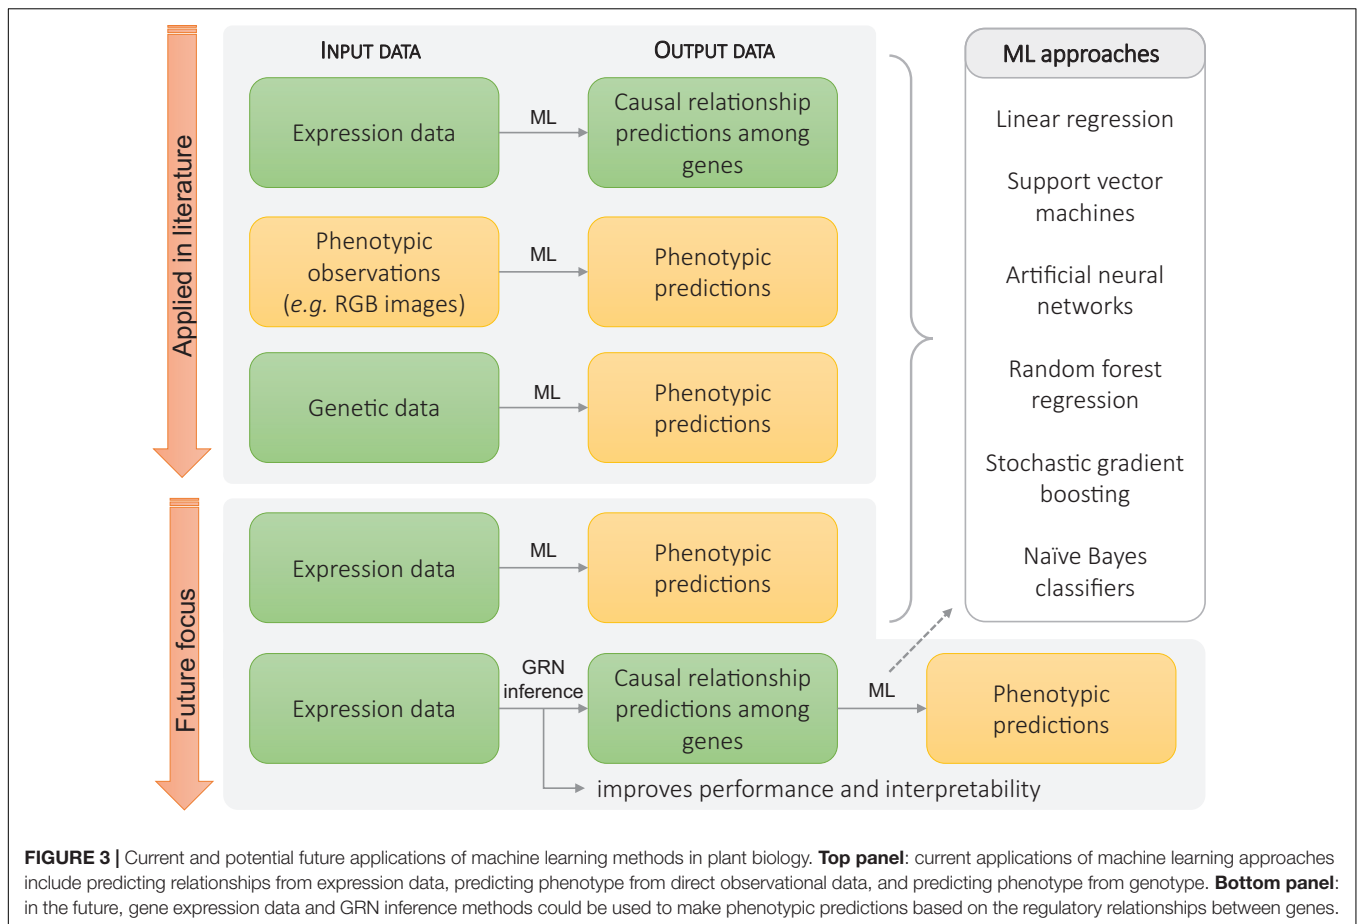 INPUT DATA
OUTPUT DATA
Applied in literature
Expression data
ML
Causal relationship
predictions among
genes
Phenotypic
observations
(e.g. RGB images)
ML
Phenotypic
predictions
Genetic data
ML
Phenotypic
predictions
Future focus
Expression data
ML
Phenotypic
predictions
Expression data
GRN
inference
Causal relationship
predictions among
genes
ML
Phenotypic
predictions
improves performance and interpretability
ML approaches
Linear regression
Support vector
machines
Artificial neural
networks
Random forest
regression
Stochastic gradient
boosting
Naïve Bayes
classifiers
FIGURE 3 | Current and potential future applications of machine learning methods in plant biology. Top panel: current applications of machine learning approaches
include predicting relationships from expression data, predicting phenotype from direct observational data, and predicting phenotype from genotype. Bottom panel:
in the future, gene expression data and GRN inference methods could be used to make phenotypic predictions based on the regulatory relationships between genes.